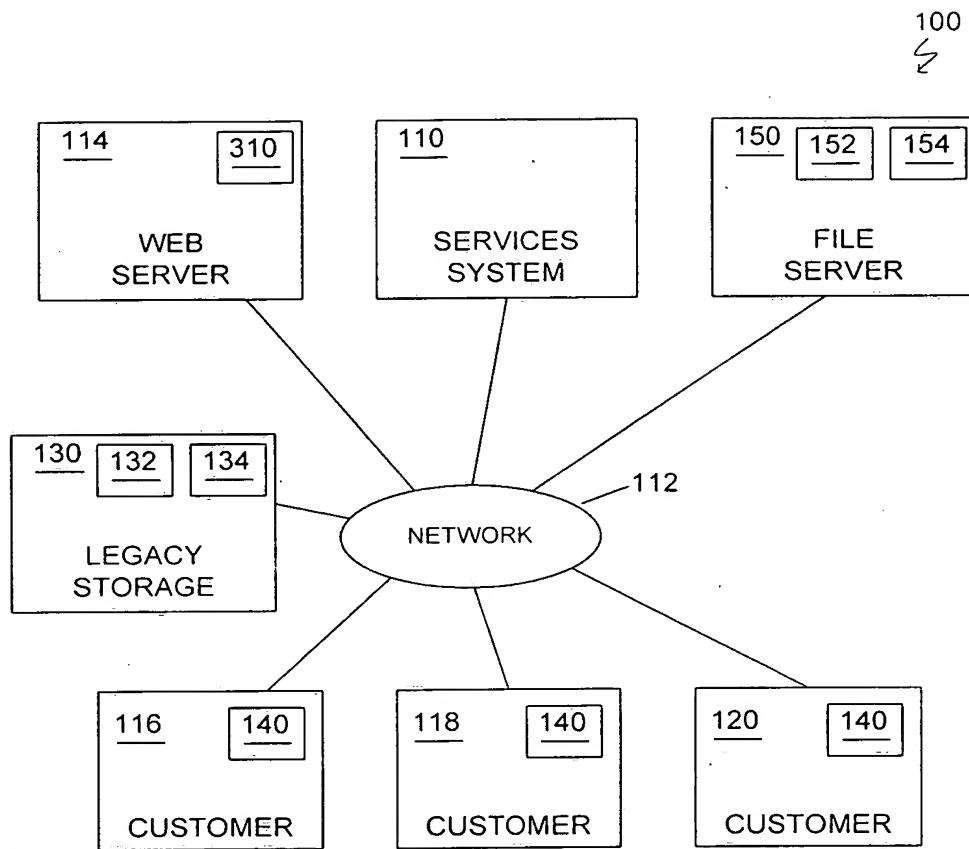 100
114
310
WEB
SERVER
110
SERVICES
SYSTEM
150
152
154
FILE
SERVER
130
132
134
LEGACY
STORAGE
NETWORK
112
116
140
CUSTOMER
118
140
CUSTOMER
120
140
CUSTOMER